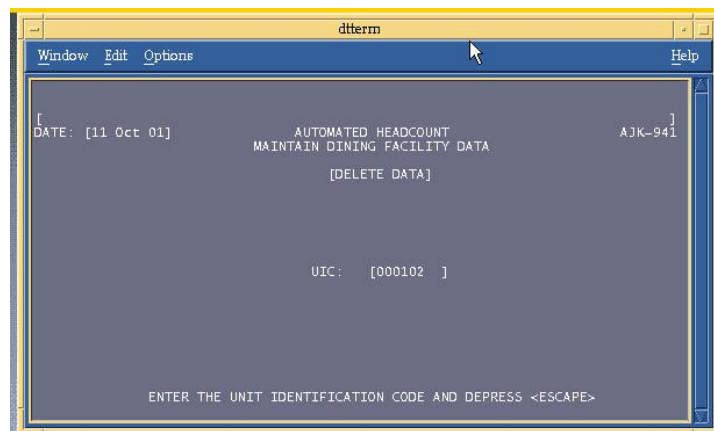 dtterm
Window Edit Options Help
[ ]
DATE: [11 Oct 01] AUTOMATED HEADCOUNT AJK-941
MAINTAIN DINING FACILITY DATA
[DELETE DATA]
UIC: [000102 ]
ENTER THE UNIT IDENTIFICATION CODE AND DEPRESS <ESCAPE>